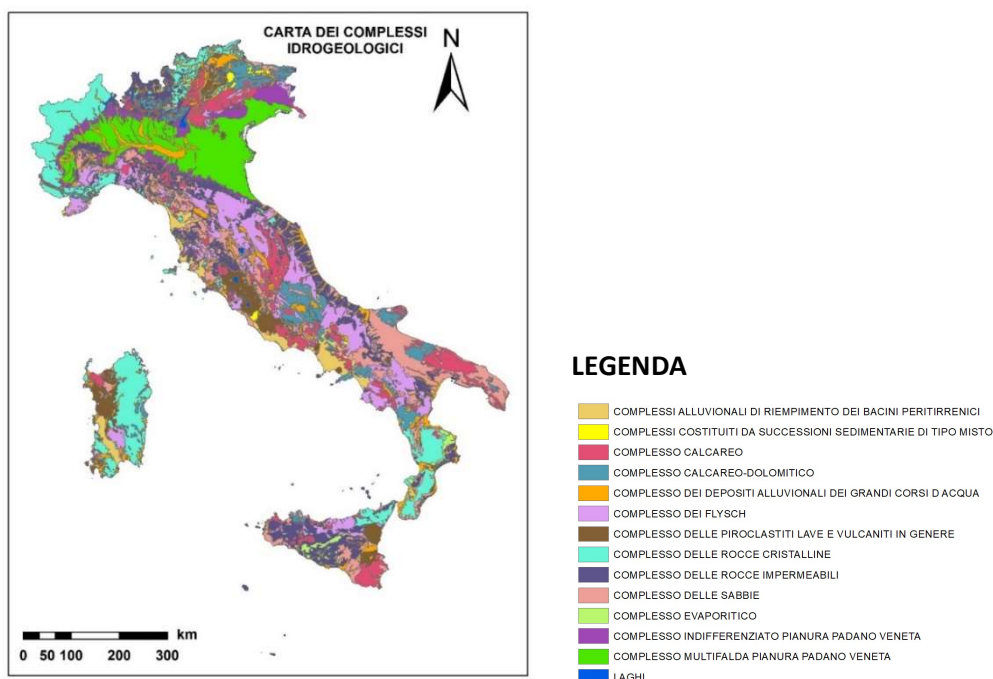 CARTA DEI COMPLESSI
IDROGEOLOGICI
N
km
0 50 100 200 300
LEGENDA
COMPLESSI ALLUVIONALI DI RIEMPIMENTO DEI BACINI PERITIRRENICI
COMPLESSI COSTITUITI DA SUCCESSIONI SEDIMENTARIE DI TIPO MISTO
COMPLESSO CALCAREO
COMPLESSO CALCAREO-DOLOMITICO
COMPLESSO DEI DEPOSITI ALLUVIONALI DEI GRANDI CORSI D ACQUA
COMPLESSO DEI FLYSCH
COMPLESSO DELLE PIROCLASTITI LAVE E VULCANITI IN GENERE
COMPLESSO DELLE ROCCE CRISTALLINE
COMPLESSO DELLE ROCCE IMPERMEABILI
COMPLESSO DELLE SABBIE
COMPLESSO EVAPORITICO
COMPLESSO INDIFFERENZIATO PIANURA PADANO VENETA
COMPLESSO MULTIFALDA PIANURA PADANO VENETA
LAGHI